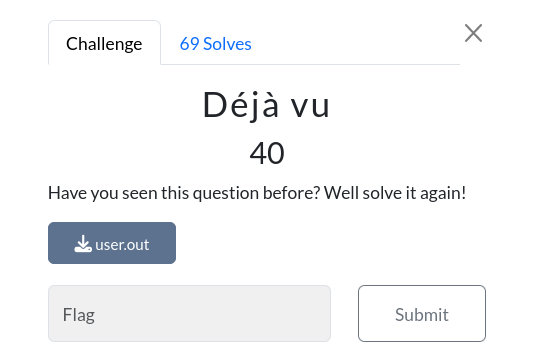 Challenge
69 Solves
Déjà vu
40
Have you seen this question before? Well solve it again!
user.out
Flag
Submit